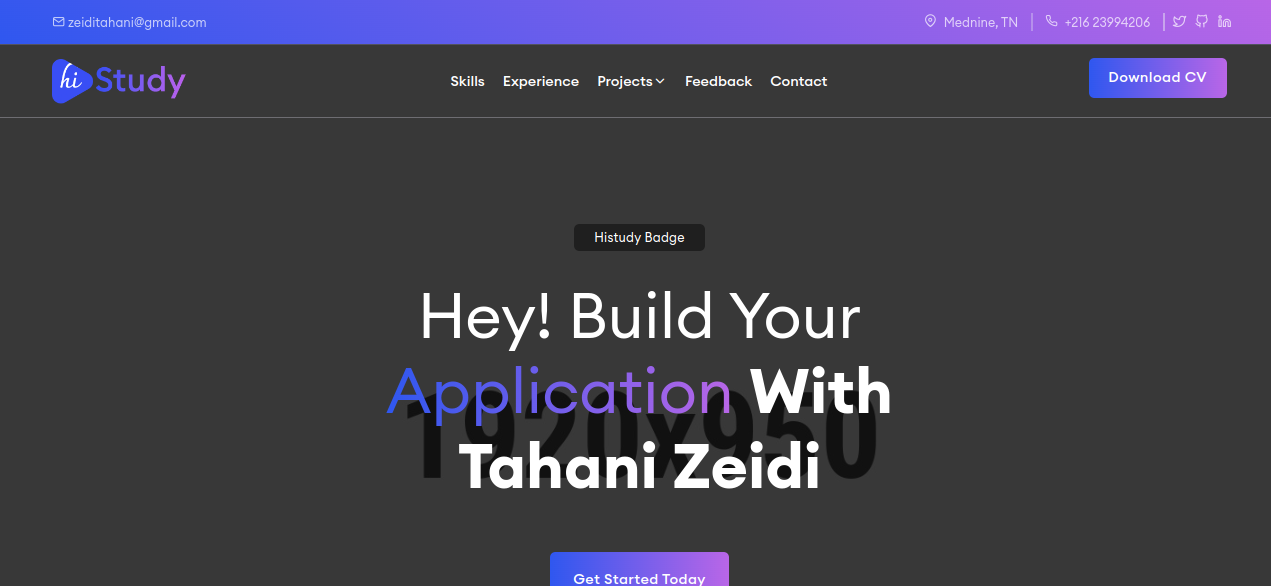 zeiditahani@gmail.com
Mednine, TN
+216 23994206
hi Study
Skills
Experience
Projects
Feedback
Contact
Download CV
Histudy Badge
Hey! Build Your
Application With
1920x950
Tahani Zeidi
Get Started Today